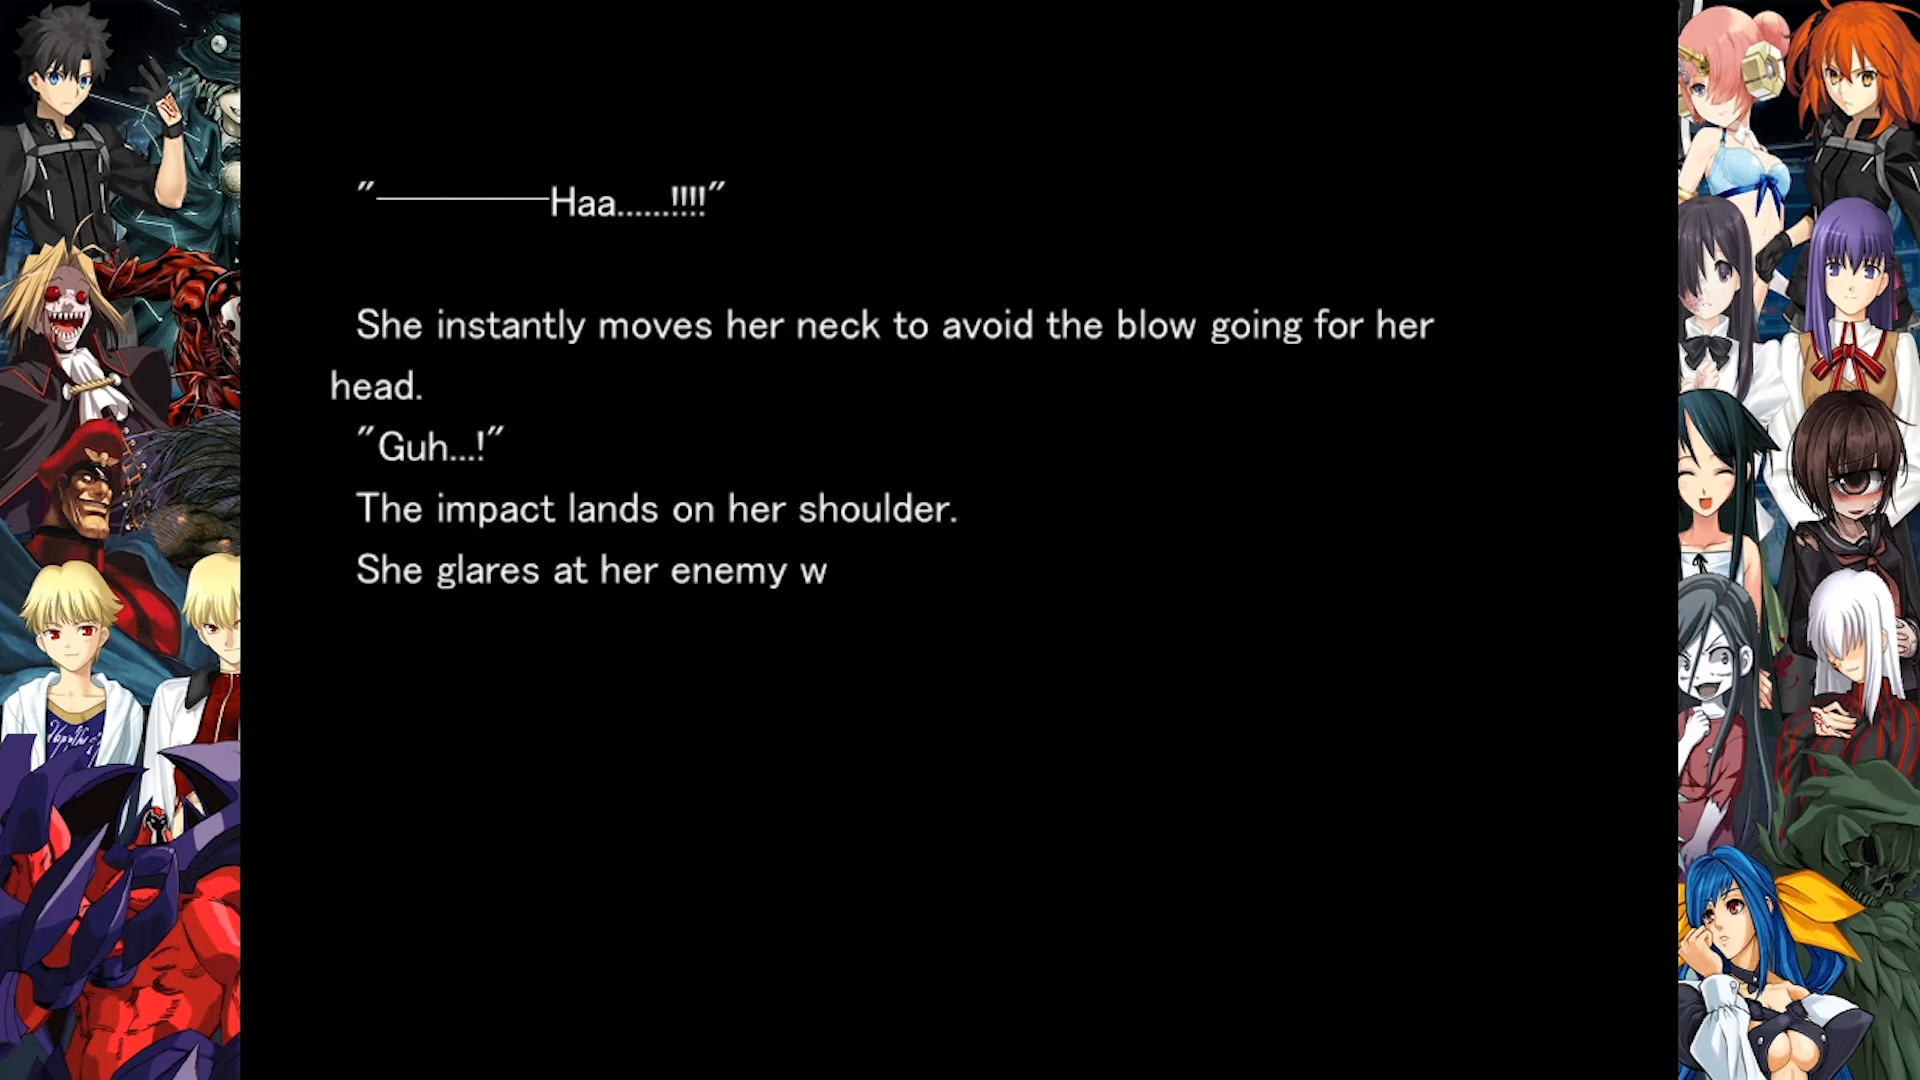 "――――――Haa......!!!!"
She instantly moves her neck to avoid the blow going for her
head.
"Guh...!"
The impact lands on her shoulder.
She glares at her enemy w